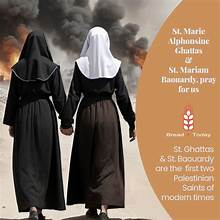 St. Marie
Alphonsine
Ghattas
&
St. Mariam
Baouardy, pray
for us
Bread Today
St. Ghattas
& St. Baouardy
are the first two
Palestinian
Saints of
modern times